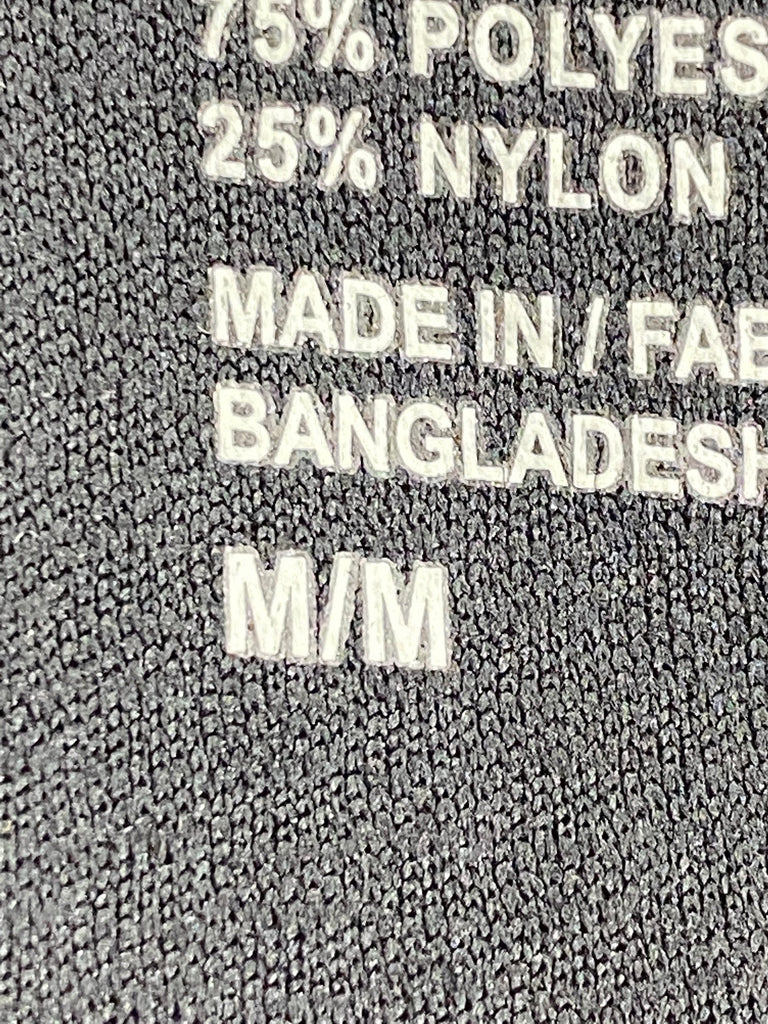 75% POLYES
25% NYLON
MADE IN / FAB
BANGLADESH
M/M